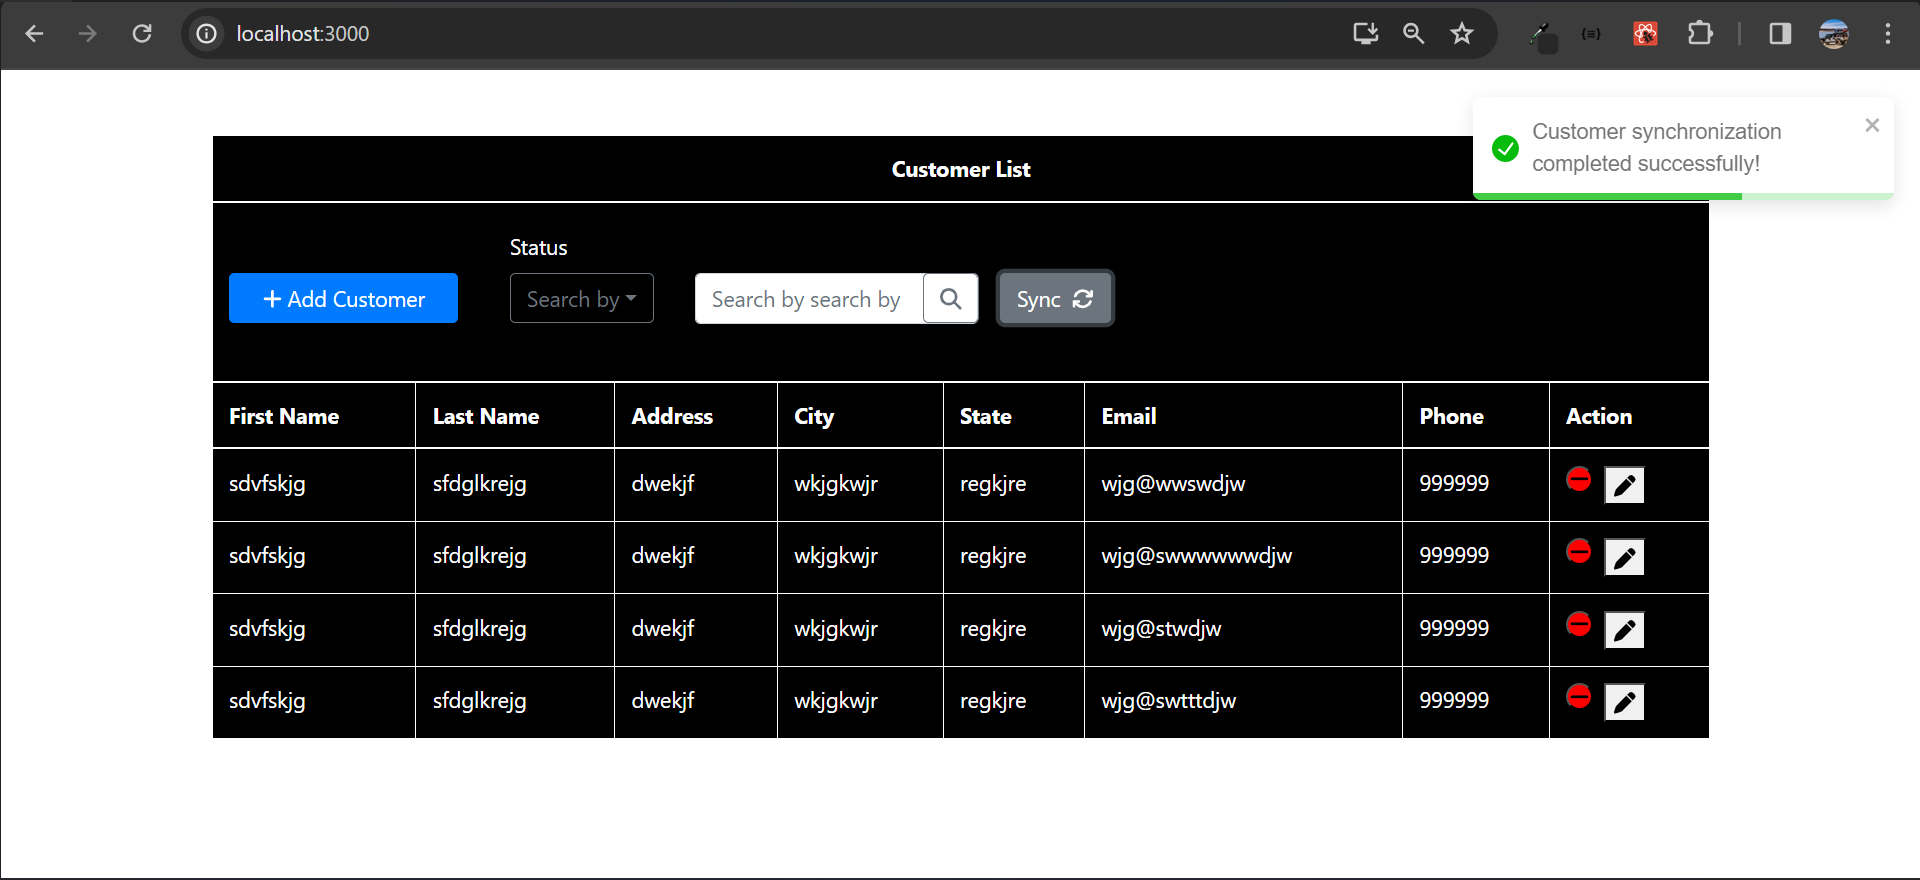 localhost:3000
Customer synchronization
completed successfully!
Customer List
Status
Add Customer
Search by
Search by search by
Sync
First Name Last Name Address City State Email Phone Action
sdvfskjg sfdglkrejg dwekjf wkjgkwjr regkjre wjg@wwswdjw 999999
sdvfskjg sfdglkrejg dwekjf wkjgkwjr regkjre wjg@swwwwwwdjw 999999
sdvfskjg sfdglkrejg dwekjf wkjgkwjr regkjre wjg@stwdjw 999999
sdvfskjg sfdglkrejg dwekjf wkjgkwjr regkjre wjg@swtttdjw 999999